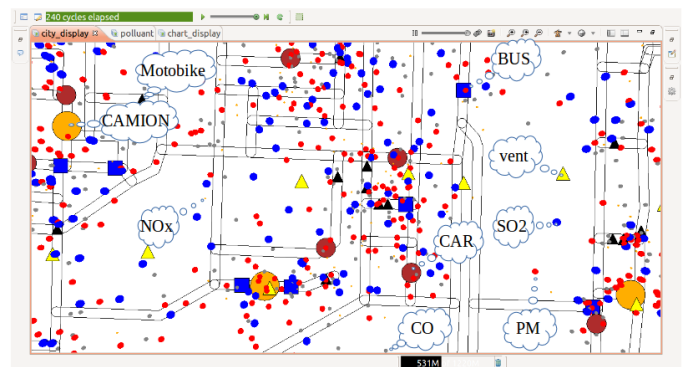 240 cycles elapsed
city_display
polluant
chart_display
BUS
Motobike
CAMION
vent
NOx
SO2
CAR
CO
PM
531M